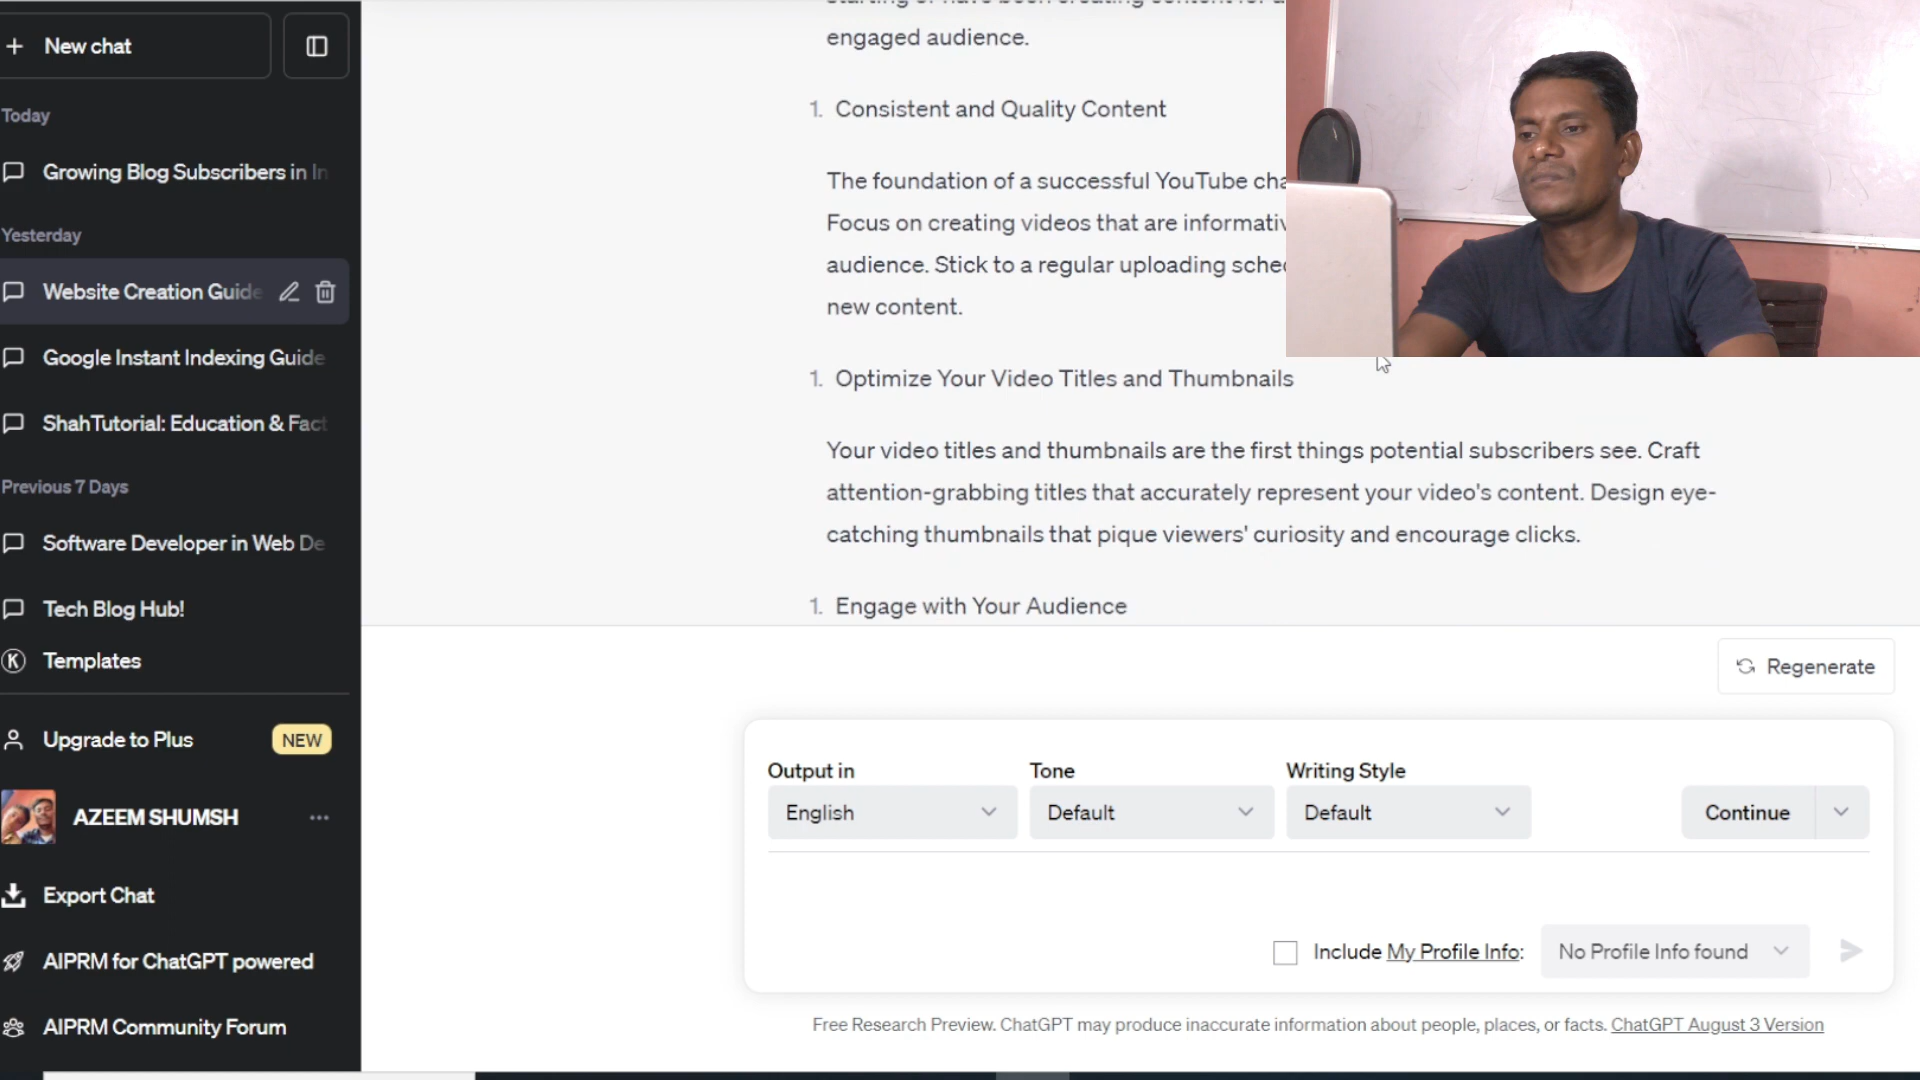 New chat
Today
Growing Blog Subscribers in In
Yesterday
Website Creation Guide
Google Instant Indexing Guide
ShahTutorial: Education & Fact
Previous 7 Days
Software Developer in Web De
Tech Blog Hub!
Templates
Upgrade to Plus NEW
AZEEM SHUMSH
Export Chat
AIPRM for ChatGPT powered
AIPRM Community Forum
engaged audience.
1. Consistent and Quality Content
The foundation of a successful YouTube cha
Focus on creating videos that are informativ
audience. Stick to a regular uploading sched
new content.
1. Optimize Your Video Titles and Thumbnails
Your video titles and thumbnails are the first things potential subscribers see. Craft
attention-grabbing titles that accurately represent your video's content. Design eye-
catching thumbnails that pique viewers' curiosity and encourage clicks.
1. Engage with Your Audience
Regenerate
Output in Tone Writing Style
English Default Default Continue
Include My Profile Info: No Profile Info found
Free Research Preview. ChatGPT may produce inaccurate information about people, places, or facts. ChatGPT August 3 Version